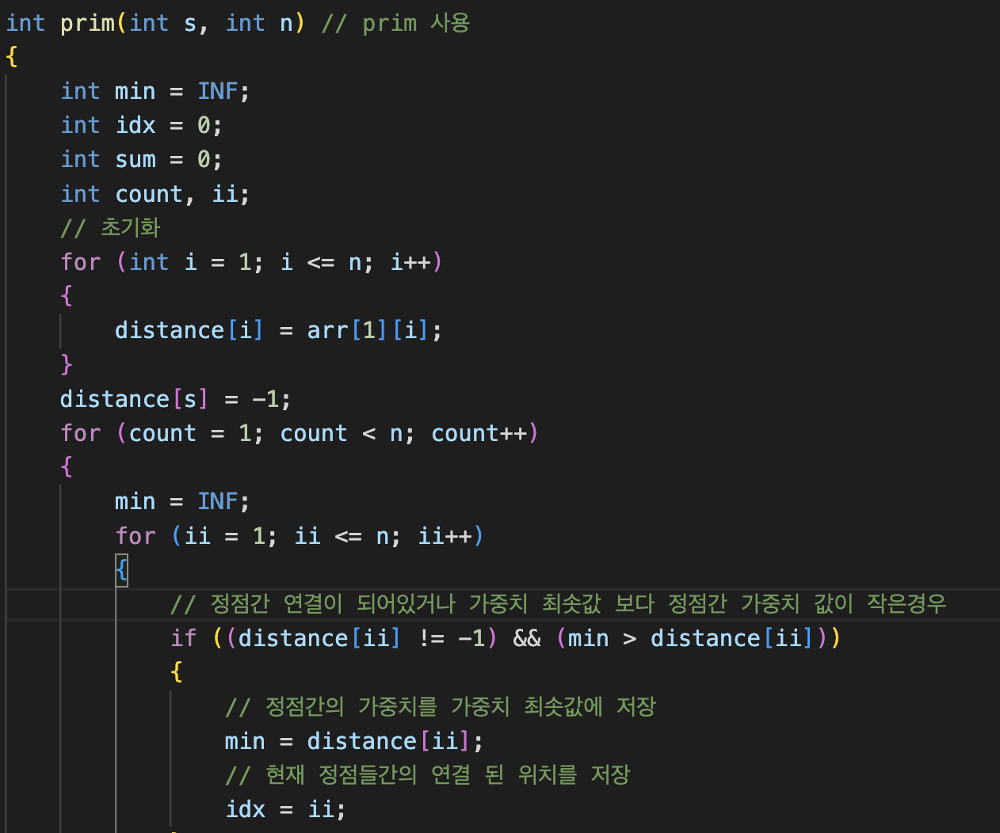 int prim(int s, int n) // prim 사용
{
    int min = INF;
    int idx = 0;
    int sum = 0;
    int count, ii;
    // 초기화
    for (int i = 1; i <= n; i++)
    {
        distance[i] = arr[1][i];
    }
    distance[s] = -1;
    for (count = 1; count < n; count++)
    {
        min = INF;
        for (ii = 1; ii <= n; ii++)
        {
            // 정점간 연결이 되어있거나 가중치 최솟값 보다 정점간 가중치 값이 작은경우
            if ((distance[ii] != -1) && (min > distance[ii]))
            {
                // 정점간의 가중치를 가중치 최솟값에 저장
                min = distance[ii];
                // 현재 정점들간의 연결 된 위치를 저장
                idx = ii;